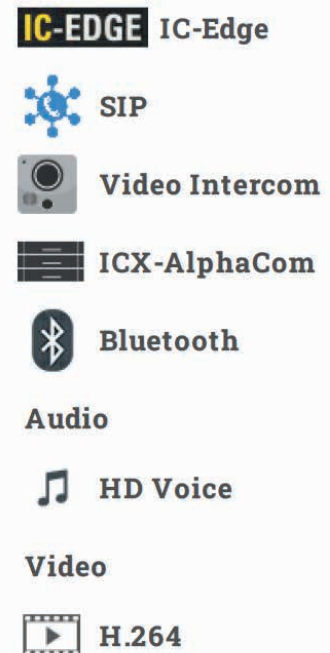 IC-EDGE IC-Edge
SIP
Video Intercom
ICX-AlphaCom
Bluetooth
Audio
HD Voice
Video
H.264